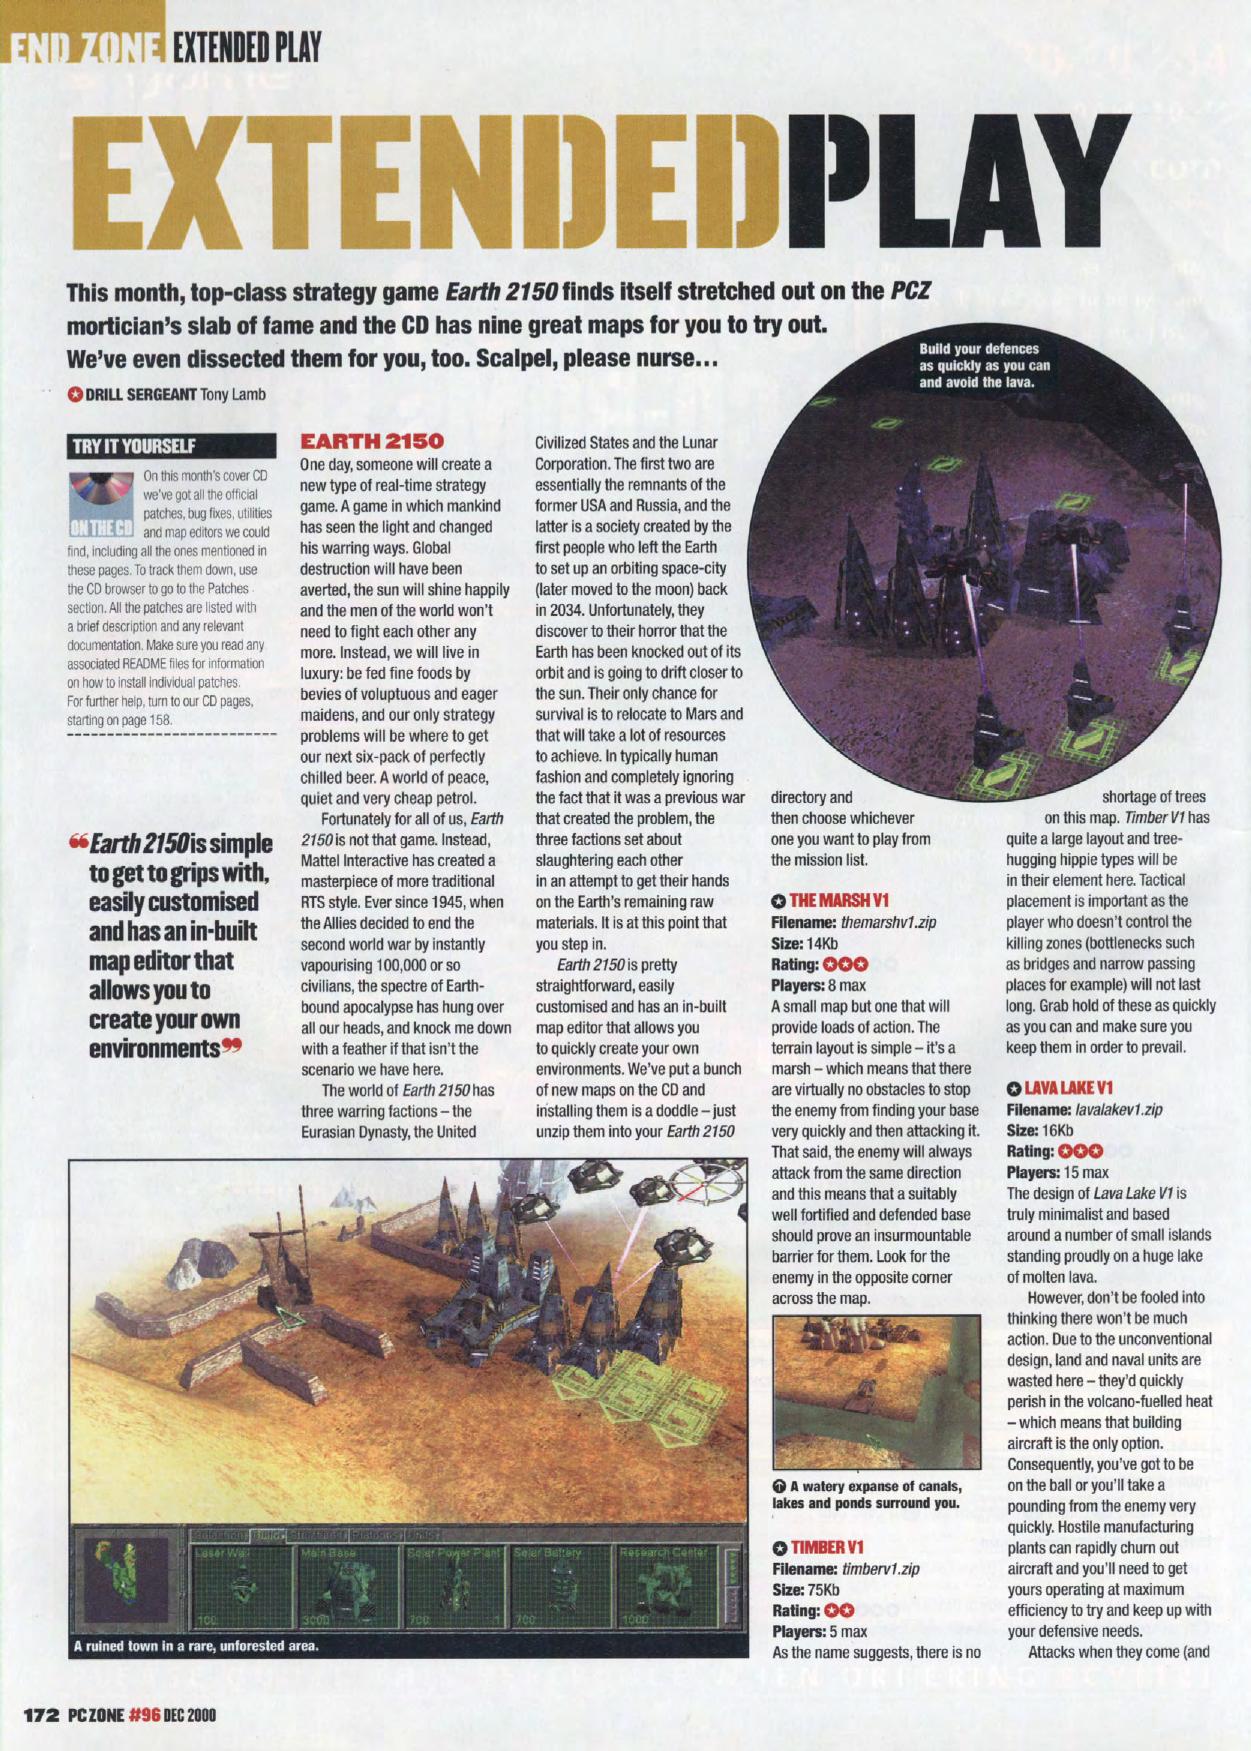 END ZONE EXTENDED PLAY
EXTENDEDPLAY
This month, top-class strategy game Earth 2150 finds itself stretched out on the PCZ
mortician's slab of fame and the CD has nine great maps for you to try out.
We've even dissected them for you, too. Scalpel, please nurse...
DRILL SERGEANT Tony Lamb
Build your defences
as quickly as you can
and avoid the lava.
TRY IT YOURSELF
ON THE CD
On this month's cover CD
we've got all the official
patches, bug fixes, utilities
and map editors we could
find, including all the ones mentioned in
these pages. To track them down, use
the CD browser to go to the Patches
section. All the patches are listed with
a brief description and any relevant
documentation. Make sure you read any
associated README files for information
on how to install individual patches.
For further help, turn to our CD pages,
starting on page 158.
“Earth 2150 is simple
to get to grips with,
easily customised
and has an in-built
map editor that
allows you to
create your own
environments”
EARTH 2150
One day, someone will create a
new type of real-time strategy
game. A game in which mankind
has seen the light and changed
his warring ways. Global
destruction will have been
averted, the sun will shine happily
and the men of the world won't
need to fight each other any
more. Instead, we will live in
luxury: be fed fine foods by
bevies of voluptuous and eager
maidens, and our only strategy
problems will be where to get
our next six-pack of perfectly
chilled beer. A world of peace,
quiet and very cheap petrol.
Fortunately for all of us, Earth
2150 is not that game. Instead,
Mattel Interactive has created a
masterpiece of more traditional
RTS style. Ever since 1945, when
the Allies decided to end the
second world war by instantly
vapourising 100,000 or so
civilians, the spectre of Earth-
bound apocalypse has hung over
all our heads, and knock me down
with a feather if that isn't the
scenario we have here.
The world of Earth 2150 has
three warring factions – the
Eurasian Dynasty, the United
Civilized States and the Lunar
Corporation. The first two are
essentially the remnants of the
former USA and Russia, and the
latter is a society created by the
first people who left the Earth
to set up an orbiting space-city
(later moved to the moon) back
in 2034. Unfortunately, they
discover to their horror that the
Earth has been knocked out of its
orbit and is going to drift closer to
the sun. Their only chance for
survival is to relocate to Mars and
that will take a lot of resources
to achieve. In typically human
fashion and completely ignoring
the fact that it was a previous war
that created the problem, the
three factions set about
slaughtering each other
in an attempt to get their hands
on the Earth's remaining raw
materials. It is at this point that
you step in.
Earth 2150 is pretty
straightforward, easily
customised and has an in-built
map editor that allows you
to quickly create your own
environments. We've put a bunch
of new maps on the CD and
installing them is a doddle – just
unzip them into your Earth 2150
directory and
then choose whichever
one you want to play from
the mission list.
THE MARSH V1
Filename: themarshv1.zip
Size: 14Kb
Rating:
Players: 8 max
A small map but one that will
provide loads of action. The
terrain layout is simple – it's a
marsh – which means that there
are virtually no obstacles to stop
the enemy from finding your base
very quickly and then attacking it.
That said, the enemy will always
attack from the same direction
and this means that a suitably
well fortified and defended base
should prove an insurmountable
barrier for them. Look for the
enemy in the opposite corner
across the map.
A watery expanse of canals,
lakes and ponds surround you.
TIMBER V1
Filename: timberv1.zip
Size: 75Kb
Rating:
Players: 5 max
As the name suggests, there is no
shortage of trees
on this map. Timber V1 has
quite a large layout and tree-
hugging hippie types will be
in their element here. Tactical
placement is important as the
player who doesn't control the
killing zones (bottlenecks such
as bridges and narrow passing
places for example) will not last
long. Grab hold of these as quickly
as you can and make sure you
keep them in order to prevail.
LAVA LAKE V1
Filename: lavalakev1.zip
Size: 16Kb
Rating:
Players: 15 max
The design of Lava Lake V1 is
truly minimalist and based
around a number of small islands
standing proudly on a huge lake
of molten lava.
However, don't be fooled into
thinking there won't be much
action. Due to the unconventional
design, land and naval units are
wasted here – they'd quickly
perish in the volcano-fuelled heat
– which means that building
aircraft is the only option.
Consequently, you've got to be
on the ball or you'll take a
pounding from the enemy very
quickly. Hostile manufacturing
plants can rapidly churn out
aircraft and you'll need to get
yours operating at maximum
efficiency to try and keep up with
your defensive needs.
Attacks when they come (and
Laser Wall Main Base Solar Power Plant Solar Battery Research Center
100 3000 700 1 700 1000
A ruined town in a rare, unforested area.
172 PCZONE #96 DEC 2000